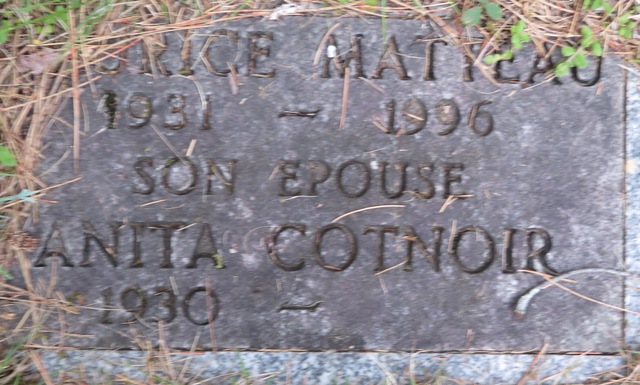 MATTEAU
1931 - 1996
SON EPOUSE
ANITA COTNOIR
1930 -